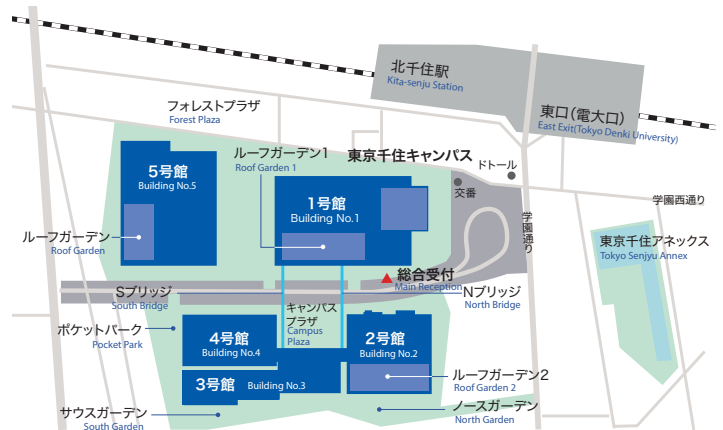 北千住駅
Kita-senju Station
東口（電大口）
East Exit(Tokyo Denki University)
フォレストプラザ
Forest Plaza
ルーフガーデン1
Roof Garden 1
東京千住キャンパス
ドトール
交番
5号館
Building No.5
1号館
Building No.1
学園西通り
学園通り
ルーフガーデン
Roof Garden
東京千住アネックス
Tokyo Senjyu Annex
総合受付
Main Reception
Sブリッジ
South Bridge
Nブリッジ
North Bridge
キャンパス
プラザ
Campus
Plaza
ポケットパーク
Pocket Park
4号館
Building No.4
2号館
Building No.2
3号館
Building No.3
ルーフガーデン2
Roof Garden 2
サウスガーデン
South Garden
ノースガーデン
North Garden